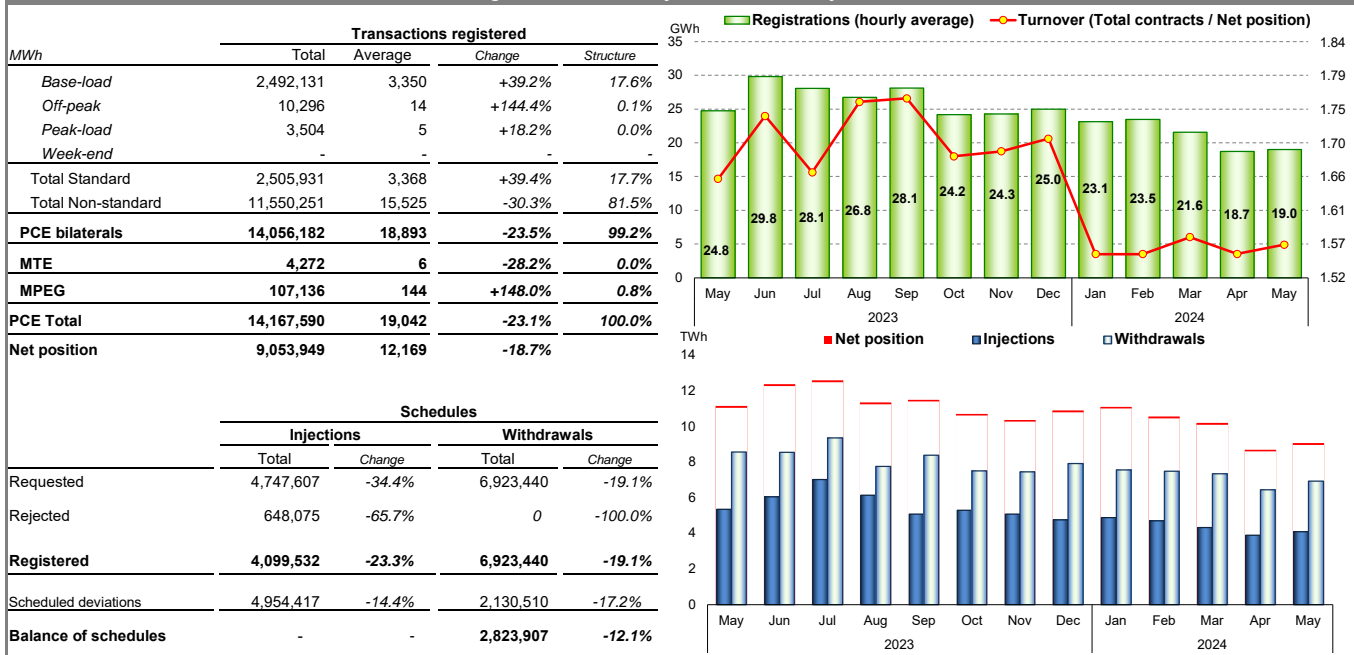 Transactions registered
MWh Total Average Change Structure
Base-load 2,492,131 3,350 +39.2% 17.6%
Off-peak 10,296 14 +144.4% 0.1%
Peak-load 3,504 5 +18.2% 0.0%
Week-end - - - -
Total Standard 2,505,931 3,368 +39.4% 17.7%
Total Non-standard 11,550,251 15,525 -30.3% 81.5%
PCE bilaterals 14,056,182 18,893 -23.5% 99.2%
MTE 4,272 6 -28.2% 0.0%
MPEG 107,136 144 +148.0% 0.8%
PCE Total 14,167,590 19,042 -23.1% 100.0%
Net position 9,053,949 12,169 -18.7%
Schedules
Injections Withdrawals
Total Change Total Change
Requested 4,747,607 -34.4% 6,923,440 -19.1%
Rejected 648,075 -65.7% 0 -100.0%
Registered 4,099,532 -23.3% 6,923,440 -19.1%
Scheduled deviations 4,954,417 -14.4% 2,130,510 -17.2%
Balance of schedules - - 2,823,907 -12.1%
Registrations (hourly average) Turnover (Total contracts / Net position)
GWh
35 1.84
30 1.79
25 1.75
20 1.70
15 1.66
10 1.61
5 1.57
0 1.52
24.8 29.8 28.1 26.8 28.1 24.2 24.3 25.0 23.1 23.5 21.6 18.7 19.0
May Jun Jul Aug Sep Oct Nov Dec Jan Feb Mar Apr May
2023 2024
TWh
Net position Injections Withdrawals
14
12
10
8
6
4
2
0
May Jun Jul Aug Sep Oct Nov Dec Jan Feb Mar Apr May
2023 2024